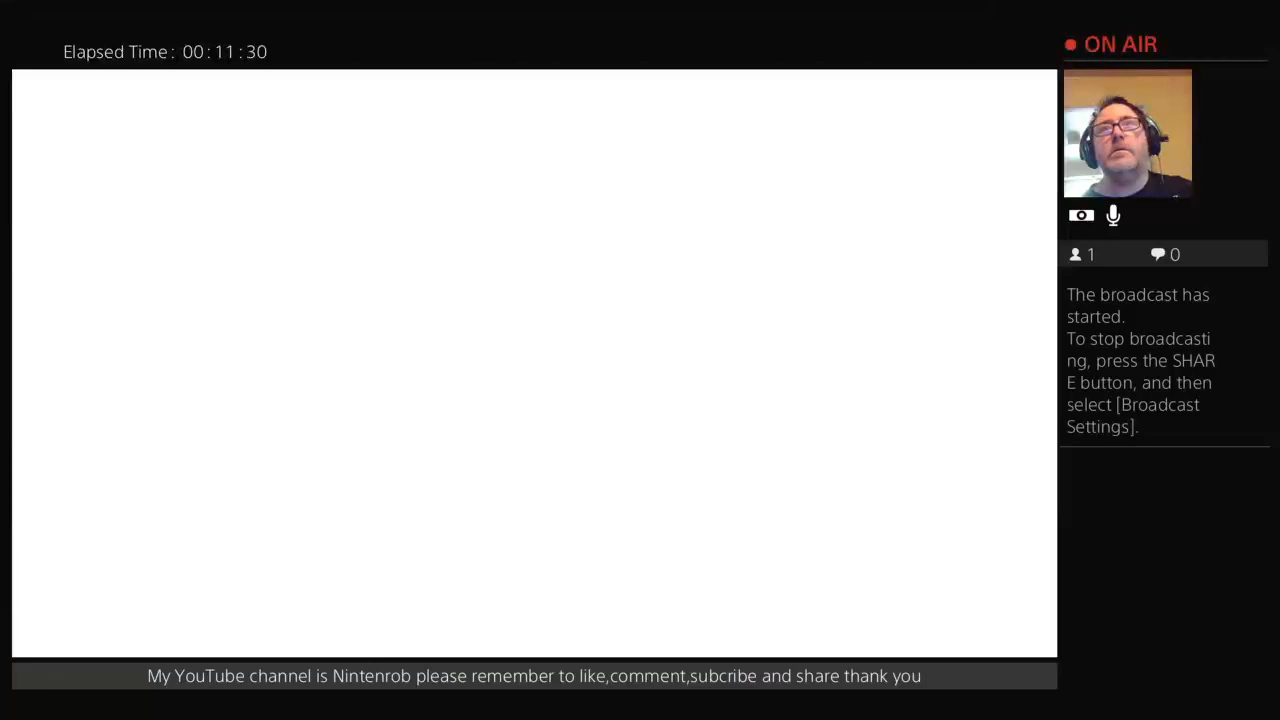 Elapsed Time: 00:11:30
ON AIR
1 0
The broadcast has
started.
To stop broadcasti
ng, press the SHAR
E button, and then
select [Broadcast
Settings].
My YouTube channel is Nintenrob please remember to like,comment,subcribe and share thank you